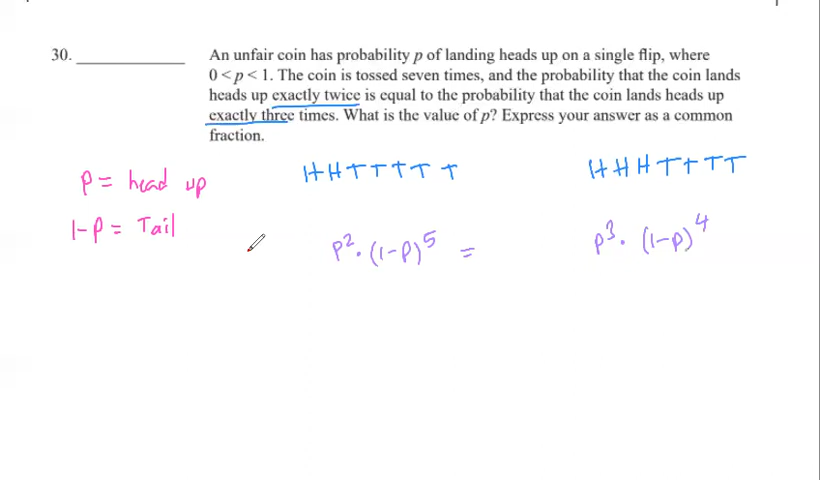 30. ____________ An unfair coin has probability p of landing heads up on a single flip, where
0 < p < 1. The coin is tossed seven times, and the probability that the coin lands
heads up exactly twice is equal to the probability that the coin lands heads up
exactly three times. What is the value of p? Express your answer as a common
fraction.
P = head up
HHTTTTT
HHHTTTT
1-P = Tail
P². (1-P)⁵ =
P³. (1-P)⁴